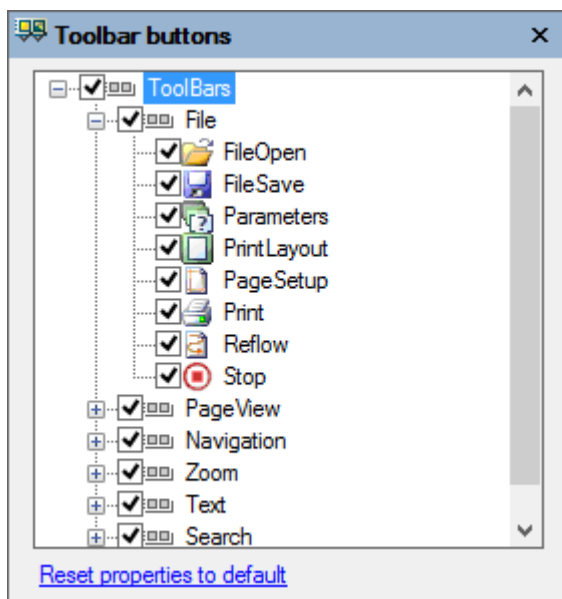 Toolbar buttons
ToolBars
File
FileOpen
FileSave
Parameters
PrintLayout
PageSetup
Print
Reflow
Stop
PageView
Navigation
Zoom
Text
Search
Reset properties to default